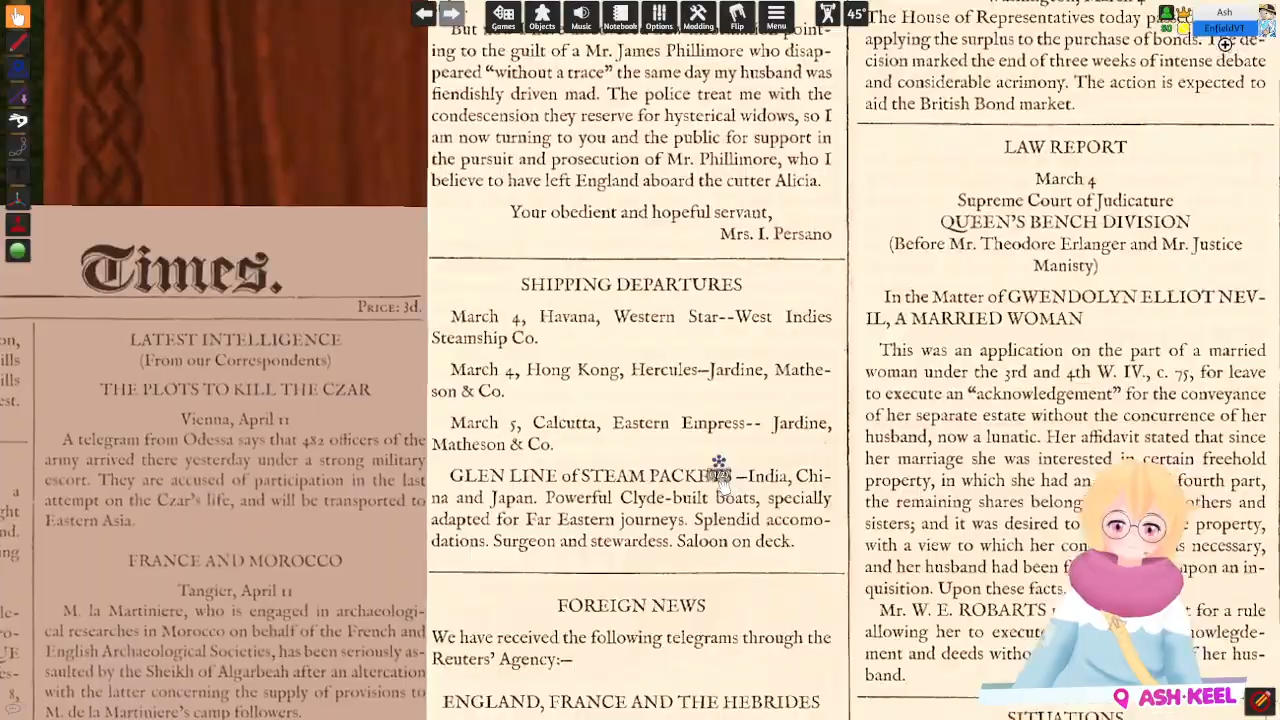 Games
Objects
Music
Notebook
Options
Modding
Flip
Menu
45°
Ash
EnfieldVT
Times.
PRICE: 3d.
LATEST INTELLIGENCE
(From our Correspondents)
THE PLOTS TO KILL THE CZAR
Vienna, April 11
A telegram from Odessa says that 482 officers of the
army arrived there yesterday under a strong military
escort. They are accused of participation in the last
attempt on the Czar's life, and will be transported to
Eastern Asia.
FRANCE AND MOROCCO
Tangier, April 11
M. la Martiniere, who is engaged in archaeologi-
cal researches in Morocco on behalf of the French and
English Archaeological Societies, has been seriously as-
saulted by the Sheikh of Algarbeah after an altercation
with the latter concerning the supply of provisions to
M. de la Martiniere's camp followers.
ing to the guilt of a Mr. James Phillimore who disap-
peared "without a trace" the same day my husband was
fiendishly driven mad. The police treat me with the
condescension they reserve for hysterical widows, so I
am now turning to you and the public for support in
the pursuit and prosecution of Mr. Phillimore, who I
believe to have left England aboard the cutter Alicia.
Your obedient and hopeful servant,
Mrs. I. Persano
SHIPPING DEPARTURES
March 4, Havana, Western Star--West Indies
Steamship Co.
March 4, Hong Kong, Hercules—Jardine, Mathe-
son & Co.
March 5, Calcutta, Eastern Empress-- Jardine,
Matheson & Co.
GLEN LINE of STEAM —India, Chi-
na and Japan. Powerful Clyde-built boats, specially
adapted for Far Eastern journeys. Splendid accomo-
dations. Surgeon and stewardess. Saloon on deck.
FOREIGN NEWS
We have received the following telegrams through the
Reuters' Agency:—
ENGLAND, FRANCE AND THE HEBRIDES
The House of Representatives today
applying the surplus to the purchase of bonds. de-
cision marked the end of three weeks of intense debate
and considerable acrimony. The action is expected to
aid the British Bond market.
LAW REPORT
March 4
Supreme Court of Judicature
QUEEN'S BENCH DIVISION
(Before Mr. Theodore Erlanger and Mr. Justice
Manisty)
In the Matter of GWENDOLYN ELLIOT NEV-
IL, A MARRIED WOMAN
This was an application on the part of a married
woman under the 3rd and 4th W. IV., c. 75, for leave
to execute an "acknowledgement" for the conveyance
of her separate estate without the concurrence of her
husband, now a lunatic. Her affidavit stated that since
her marriage she was interested in certain freehold
property, in which she had an fourth part,
the remaining shares
sisters; and it was desired to property,
with a view to which her necessary,
and her husband had been upon an in-
quisition. Upon these facts
Mr. W. E. ROBARTS for a rule
allowing her to
ment and deeds of her hus-
band.
SITUATIONS
ASH·KEEL